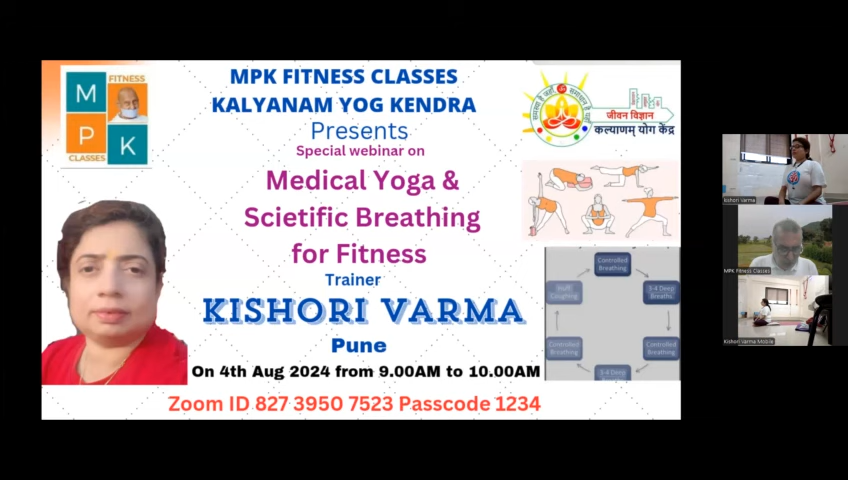 FITNESS
M
P
K
CLASSES
MPK FITNESS CLASSES
KALYANAM YOG KENDRA
Presents
Special webinar on
Medical Yoga &
Scietific Breathing
for Fitness
Trainer
KISHORI VARMA
Pune
On 4th Aug 2024 from 9.00AM to 10.00AM
Zoom ID 827 3950 7523 Passcode 1234
जीवन विज्ञान
कल्याणम् योग केंद्र
Controlled
Breathing
3-4 Deep
Breaths
Controlled
Breathing
3-4 Deep
Controlled
Breathing
Huff/
Coughing
Kishori Varma
MPK Fitness Classes
Kishori Varma Mobile